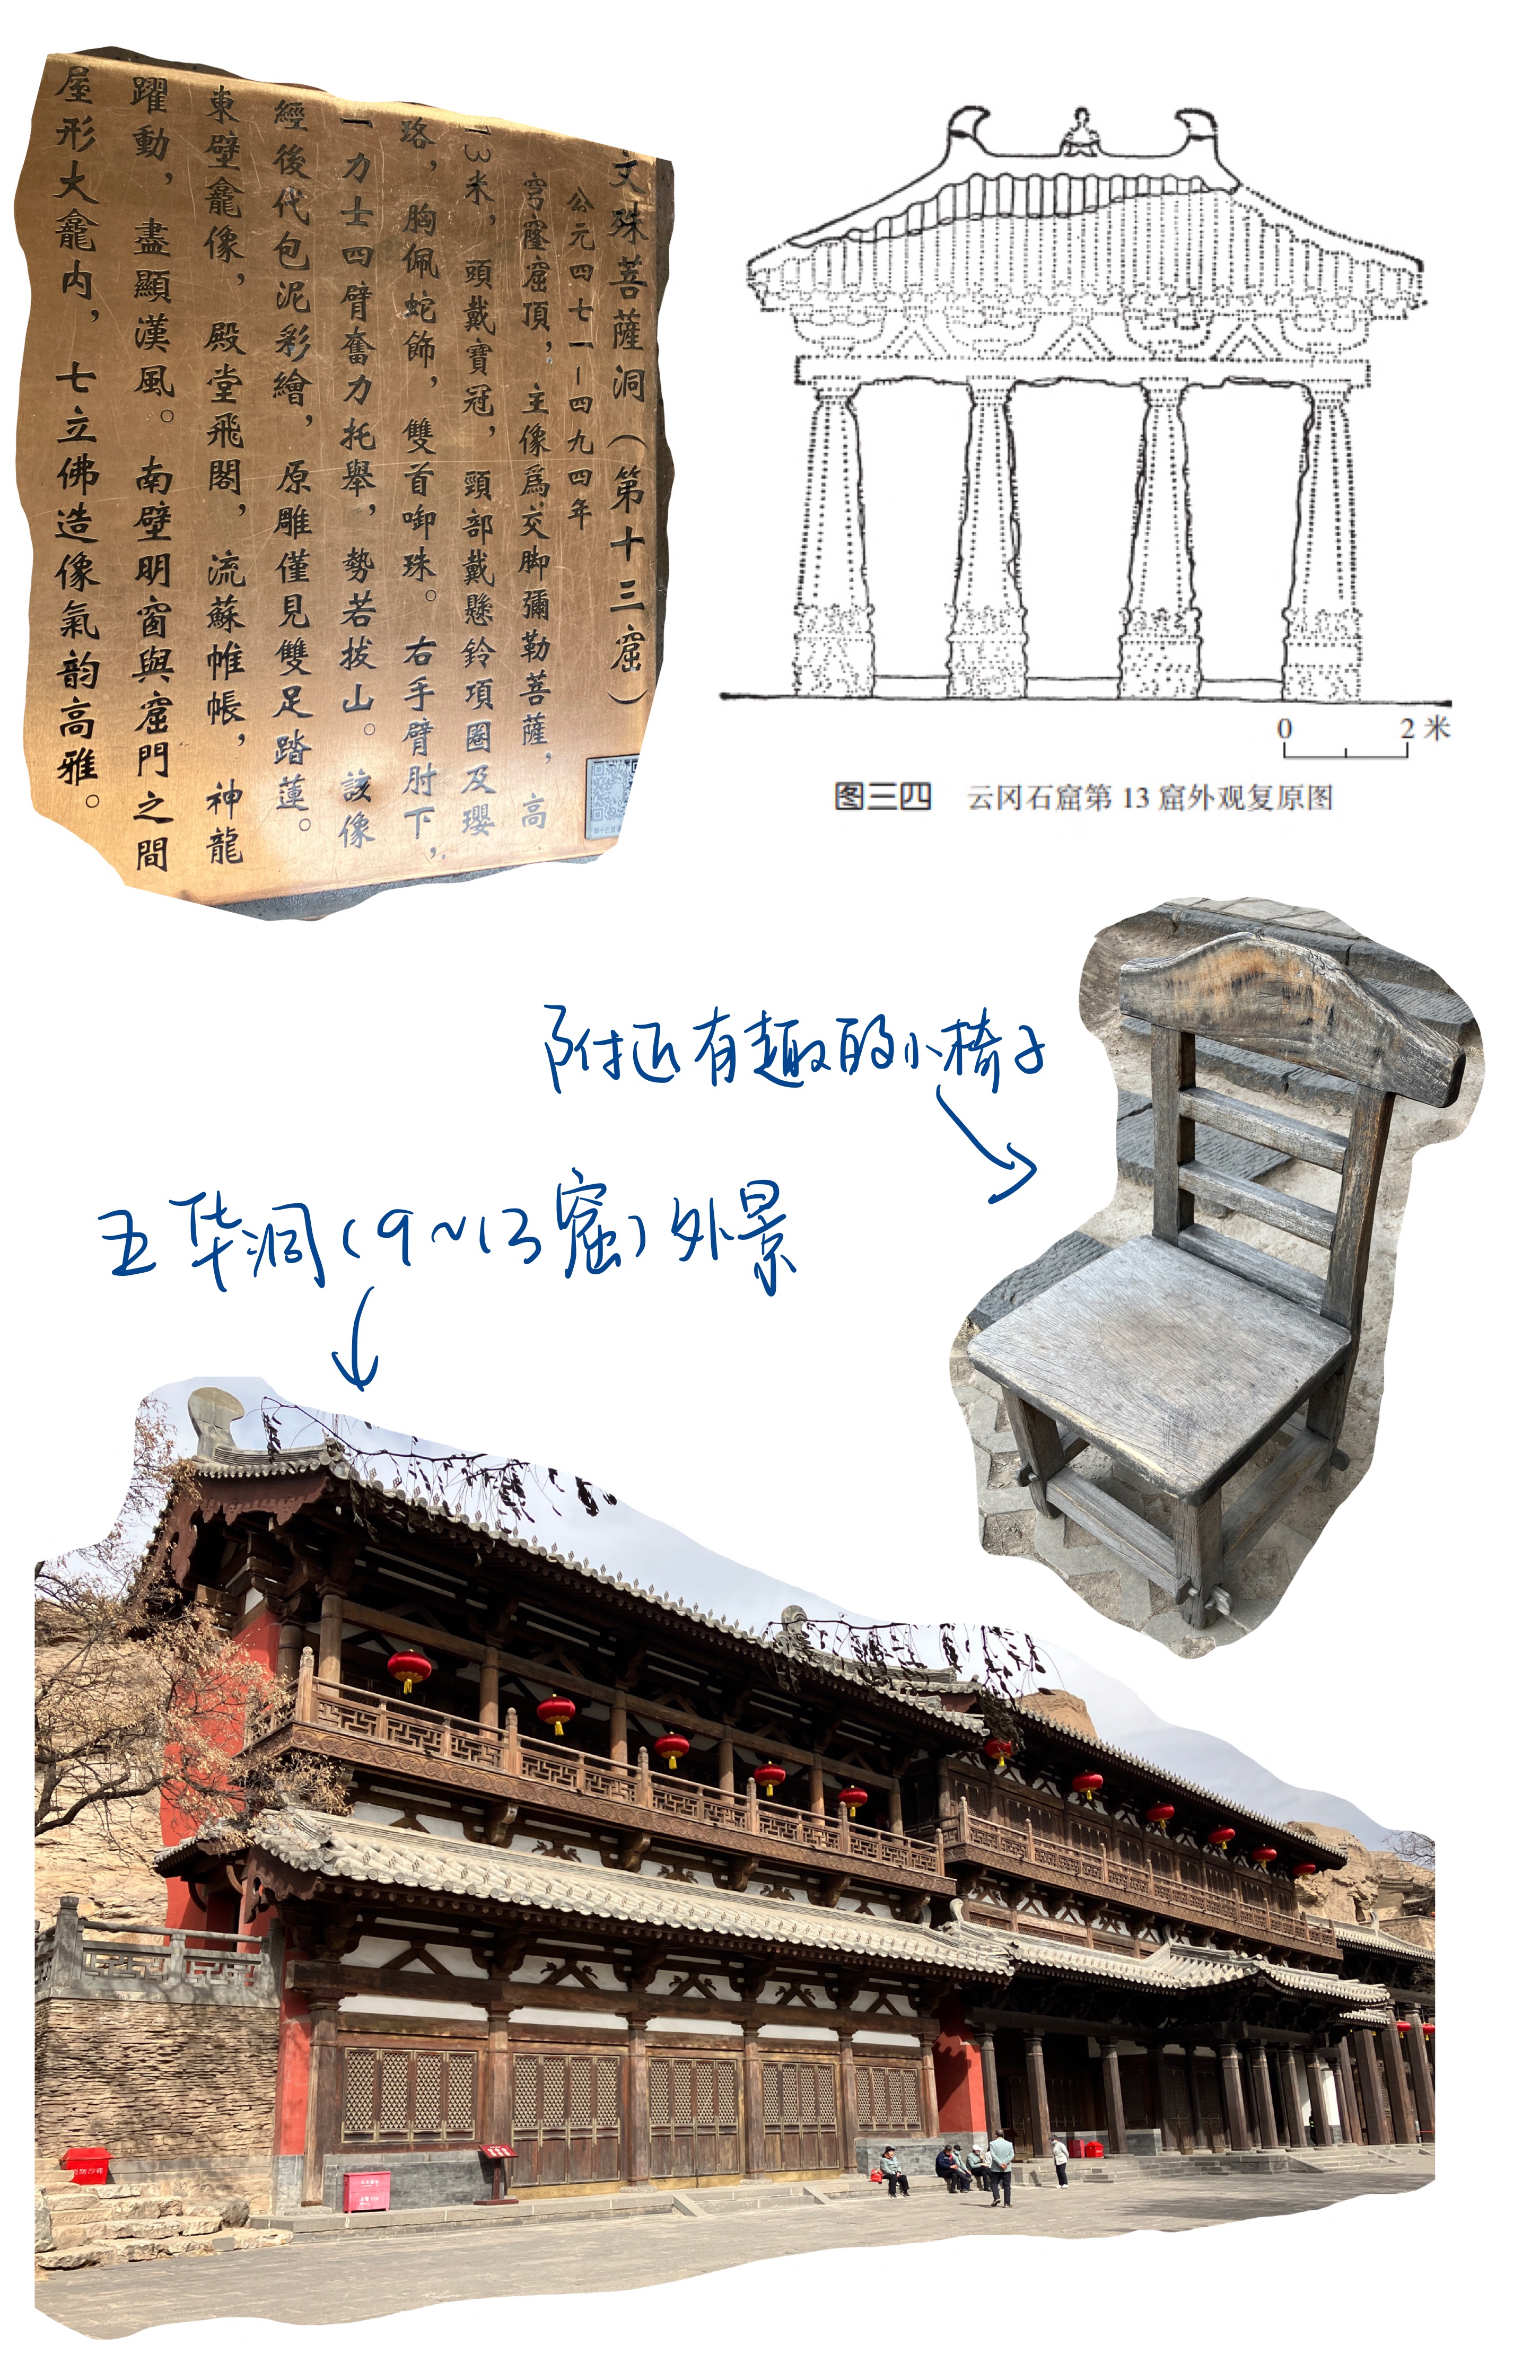 文殊菩薩洞（第十三窟）
公元四七一－四九四年
穹窿窟頂，主像爲交脚彌勒菩薩，高
13米，頭戴寶冠，頸部戴懸鈴項圈及瓔
珞，胸佩蛇飾，雙首啣珠。右手臂肘下，
一力士四臂奮力托舉，勢若拔山。該像
經後代包泥彩繪，原雕僅見雙足踏蓮。
東壁龕像，殿堂飛閣，流蘇帷帳，神龍
躍動，盡顯漢風。南壁明窗與窟門之間
屋形大龕内，七立佛造像氣韵高雅。
0 2 米
图三四 云冈石窟第 13 窟外观复原图
附近有趣的小椅子
五华洞(9~13窟)外景